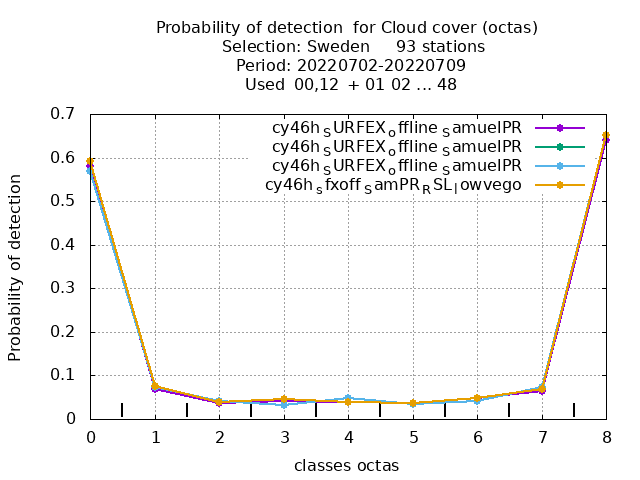 Probability of detection  for Cloud cover (octas)
Selection: Sweden     93 stations
Period: 20220702-20220709
Used  00,12  + 01 02 ... 48
cy46h_SURFEX_offline_SamuelPR
cy46h_SURFEX_offline_SamuelPR
cy46h_SURFEX_offline_SamuelPR
cy46h_sfxoff_SamPR_RSL_lowvego
Probability of detection
0.7
0.6
0.5
0.4
0.3
0.2
0.1
0
0 1 2 3 4 5 6 7 8
classes octas